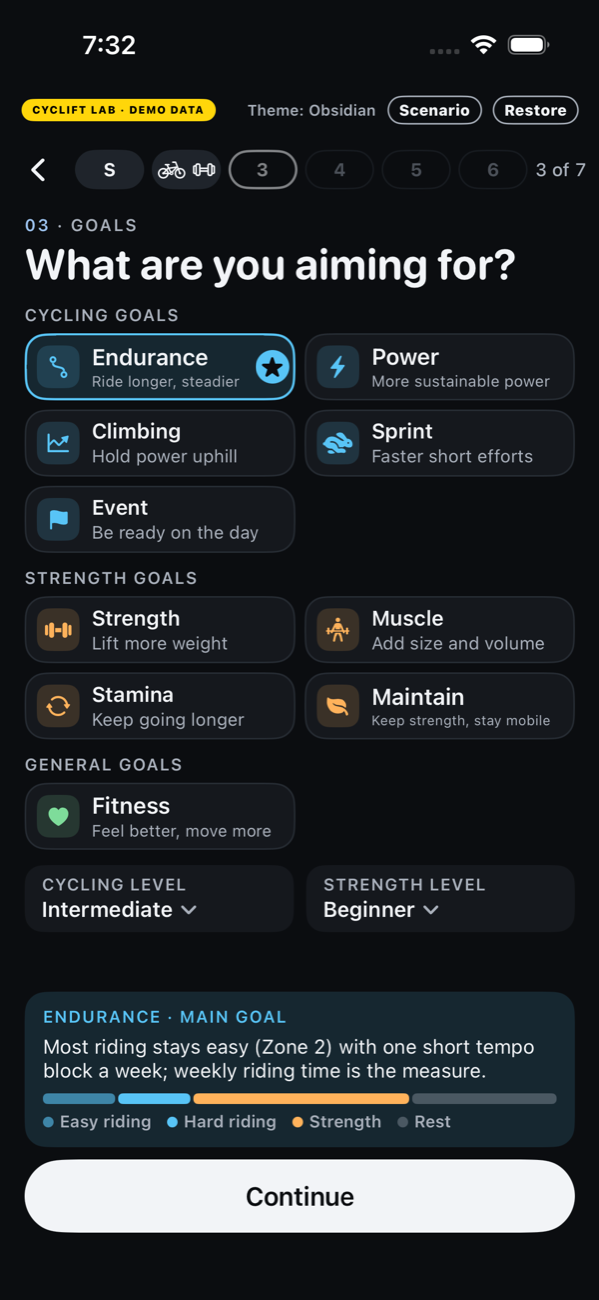 7:32
CYCLIFT LAB · DEMO DATA
Theme: Obsidian
Scenario
Restore
S
3
4
5
6
3 of 7
03 · GOALS
What are you aiming for?
CYCLING GOALS
Endurance
Ride longer, steadier
Power
More sustainable power
Climbing
Hold power uphill
Sprint
Faster short efforts
Event
Be ready on the day
STRENGTH GOALS
Strength
Lift more weight
Muscle
Add size and volume
Stamina
Keep going longer
Maintain
Keep strength, stay mobile
GENERAL GOALS
Fitness
Feel better, move more
CYCLING LEVEL
Intermediate
STRENGTH LEVEL
Beginner
ENDURANCE · MAIN GOAL
Most riding stays easy (Zone 2) with one short tempo
block a week; weekly riding time is the measure.
Easy riding
Hard riding
Strength
Rest
Continue